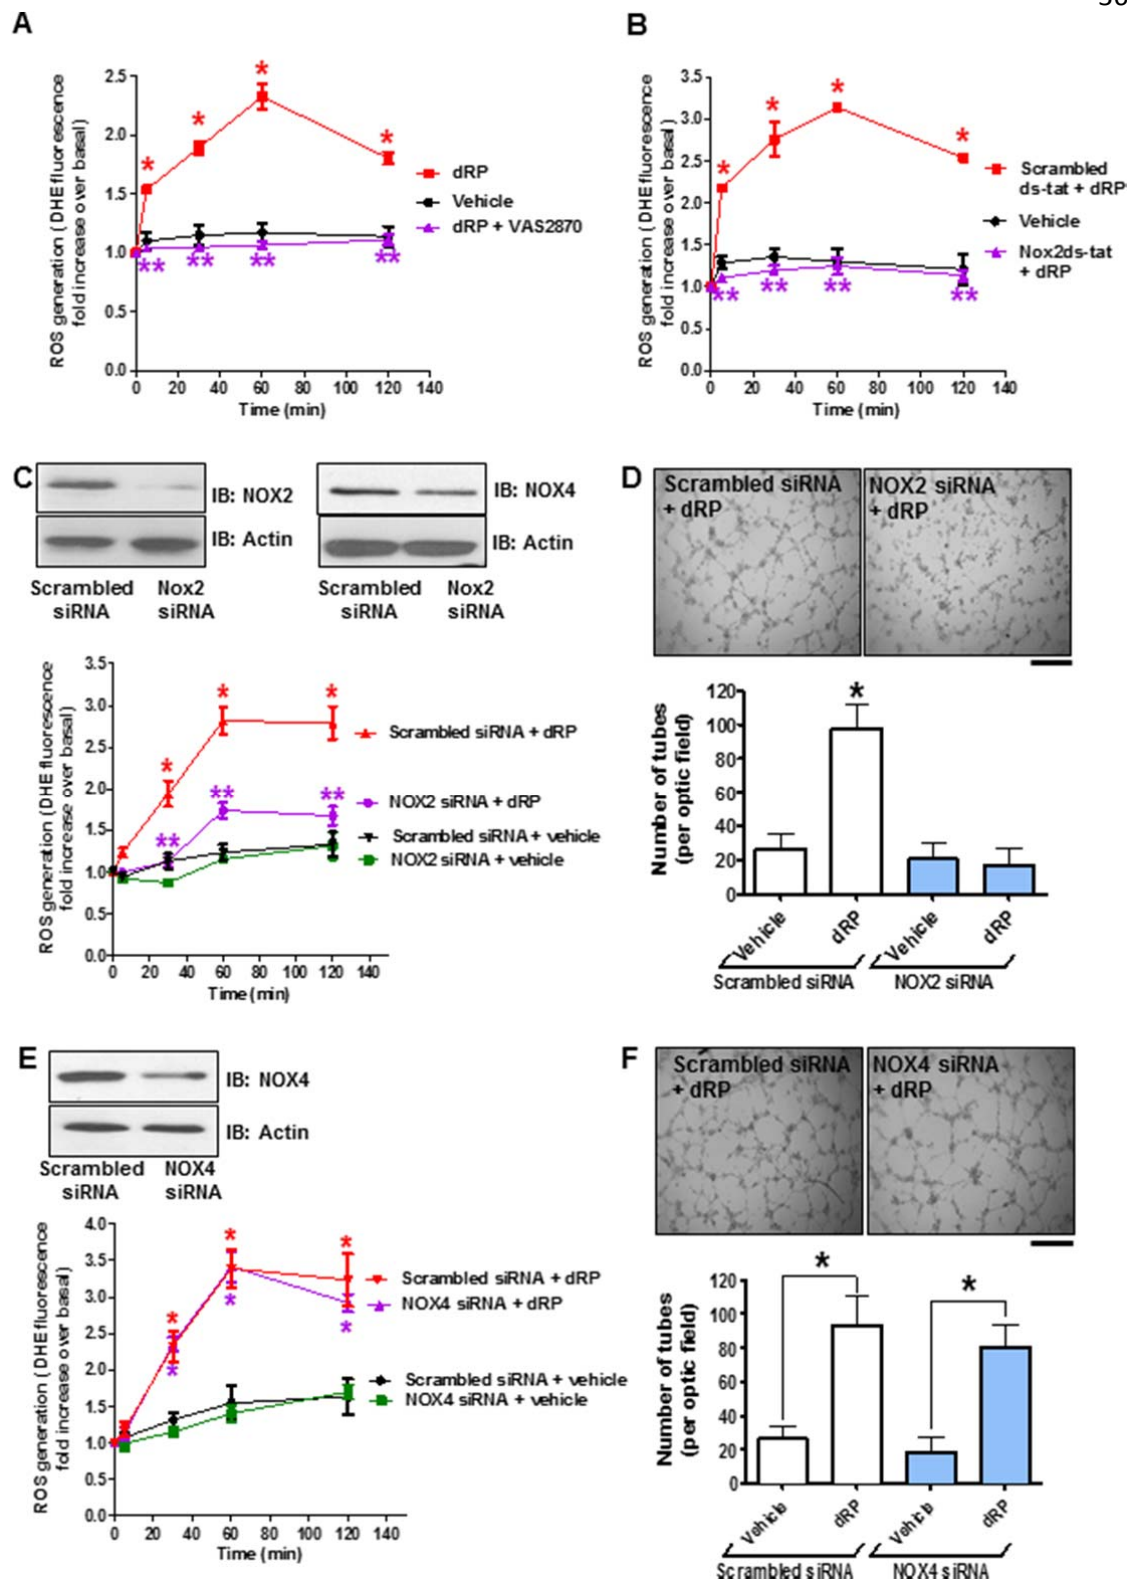 A
ROS generation (DHE fluorescence
fold increase over basal)
2.5
2.0
1.5
1.0
0.5
0.0
0 20 40 60 80 100 120 140
Time (min)
*
*
*
*
**
**
**
**
dRP
Vehicle
dRP + VAS2870
B
ROS generation (DHE fluorescence
fold increase over basal)
3.5
3.0
2.5
2.0
1.5
1.0
0.5
0.0
0 20 40 60 80 100 120 140
Time (min)
*
*
*
*
**
**
**
**
Scrambled
ds-tat + dRP
Vehicle
Nox2ds-tat
+ dRP
C
IB: NOX2
IB: Actin
Scrambled
siRNA
Nox2
siRNA
IB: NOX4
IB: Actin
Scrambled
siRNA
Nox2
siRNA
ROS generation (DHE fluorescence
fold increase over basal)
3.5
3.0
2.5
2.0
1.5
1.0
0.5
0.0
0 20 40 60 80 100 120 140
Time (min)
*
*
*
**
**
**
Scrambled siRNA + dRP
NOX2 siRNA + dRP
Scrambled siRNA + vehicle
NOX2 siRNA + vehicle
D
Scrambled siRNA
+ dRP
NOX2 siRNA
+ dRP
Number of tubes
(per optic field)
120
100
80
60
40
20
0
*
Vehicle
dRP
Vehicle
dRP
Scrambled siRNA
NOX2 siRNA
E
IB: NOX4
IB: Actin
Scrambled
siRNA
NOX4
siRNA
ROS generation (DHE fluorescence
fold increase over basal)
4.0
3.5
3.0
2.5
2.0
1.5
1.0
0.5
0.0
0 20 40 60 80 100 120 140
Time (min)
*
*
*
*
*
*
Scrambled siRNA + dRP
NOX4 siRNA + dRP
Scrambled siRNA + vehicle
NOX4 siRNA + vehicle
F
Scrambled siRNA
+ dRP
NOX4 siRNA
+ dRP
Number of tubes
(per optic field)
120
100
80
60
40
20
0
*
*
Vehicle
dRP
Vehicle
dRP
Scrambled siRNA
NOX4 siRNA